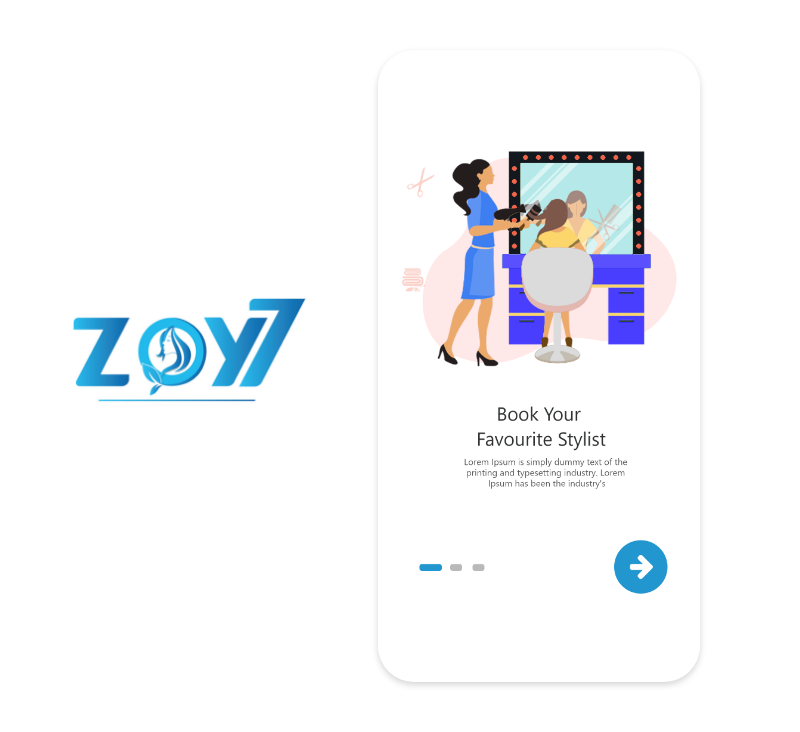 ZOY7
Book Your
Favourite Stylist
Lorem Ipsum is simply dummy text of the
printing and typesetting industry. Lorem
Ipsum has been the industry's